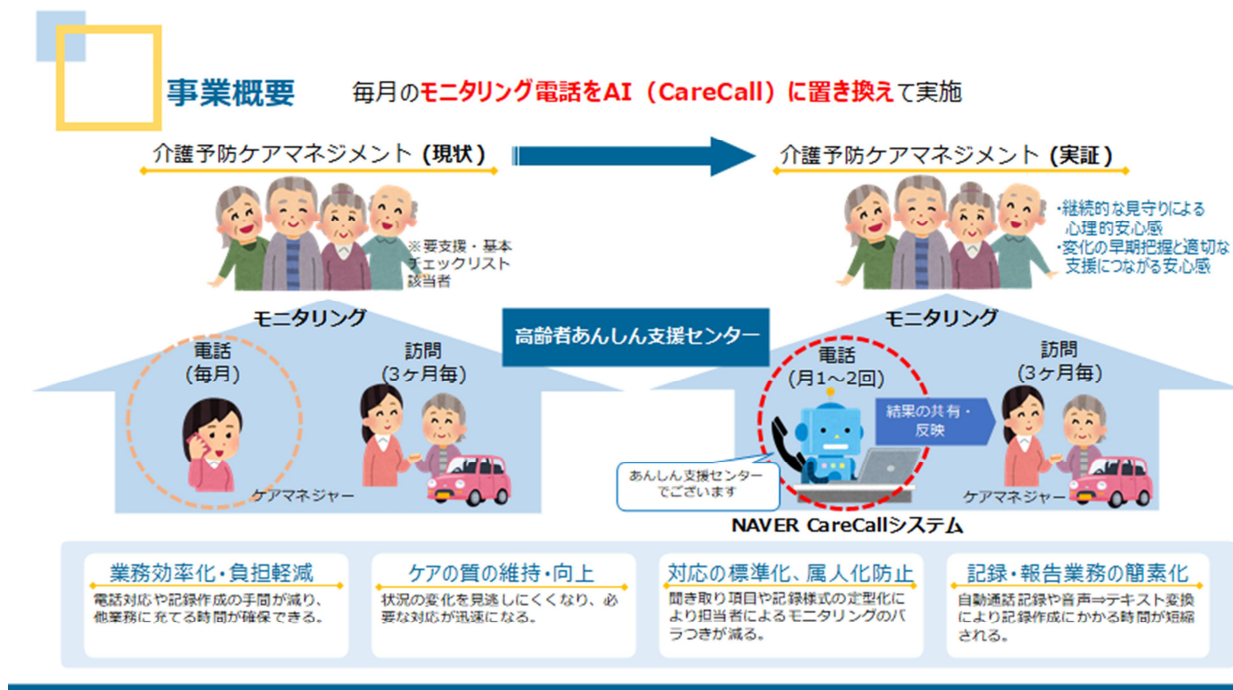 事業概要
毎月のモニタリング電話をAI（CareCall）に置き換えて実施
介護予防ケアマネジメント (現状)
※要支援・基本
チェックリスト
該当者
モニタリング
電話
(毎月)
訪問
(3ヶ月毎)
ケアマネジャー
高齢者あんしん支援センター
介護予防ケアマネジメント (実証)
・継続的な見守りによる
心理的安心感
・変化の早期把握と適切な
支援につながる安心感
モニタリング
電話
(月1～2回)
結果の共有・
反映
訪問
(3ヶ月毎)
あんしん支援センター
でございます
ケアマネジャー
NAVER CareCallシステム
業務効率化・負担軽減
電話対応や記録作成の手間が減り、
他業務に充てる時間が確保できる。
ケアの質の維持・向上
状況の変化を見逃しにくくなり、必
要な対応が迅速になる。
対応の標準化、属人化防止
聞き取り項目や記録様式の定型化に
より担当者によるモニタリングのバ
ラつきが減る。
記録・報告業務の簡素化
自動通話記録や音声⇒テキスト変換
により記録作成にかかる時間が短縮
される。